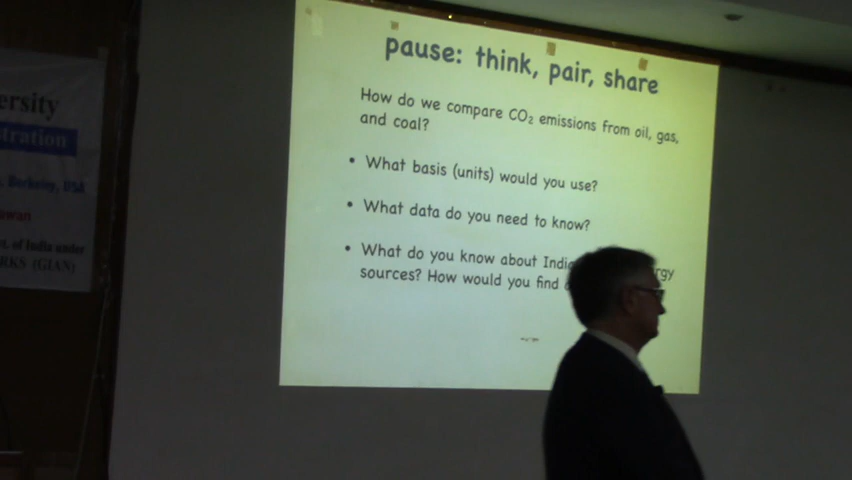 pause: think, pair, share
How do we compare CO₂ emissions from oil, gas,
and coal?
• What basis (units) would you use?
• What data do you need to know?
• What do you know about
sources? How would you find
ersity
stration
Berkeley, USA
of India under
RKS (GIAN)